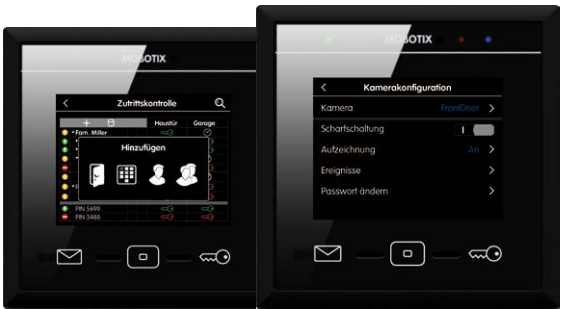 MOBOTIX
Zutrittskontrolle
Haustür Garage
Fam. Miller
Hinzufügen
PIN 5699
PIN 3488
MOBOTIX
Kamerakonfiguration
Kamera FrontDoor
Scharfschaltung
Aufzeichnung An
Ereignisse
Passwort ändern